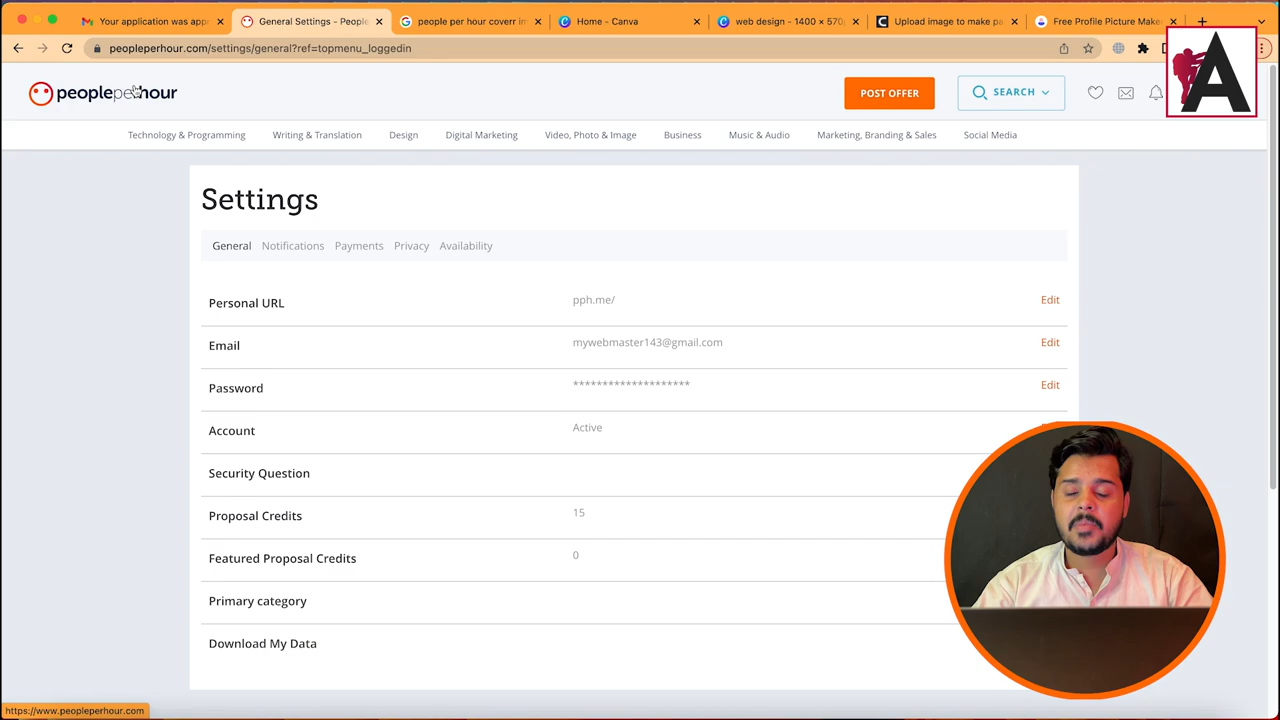 Your application was appr
General Settings - People
people per hour coverr im
Home - Canva
web design - 1400 × 570
Upload image to make pa
Free Profile Picture Maker
peopleperhour.com/settings/general?ref=topmenu_loggedin
peopleperhour
POST OFFER
SEARCH
A
Technology & Programming
Writing & Translation
Design
Digital Marketing
Video, Photo & Image
Business
Music & Audio
Marketing, Branding & Sales
Social Media
Settings
General
Notifications
Payments
Privacy
Availability
Personal URL
pph.me/
Edit
Email
mywebmaster143@gmail.com
Edit
Password
********************
Edit
Account
Active
Security Question
Proposal Credits
15
Featured Proposal Credits
0
Primary category
Download My Data
https://www.peopleperhour.com